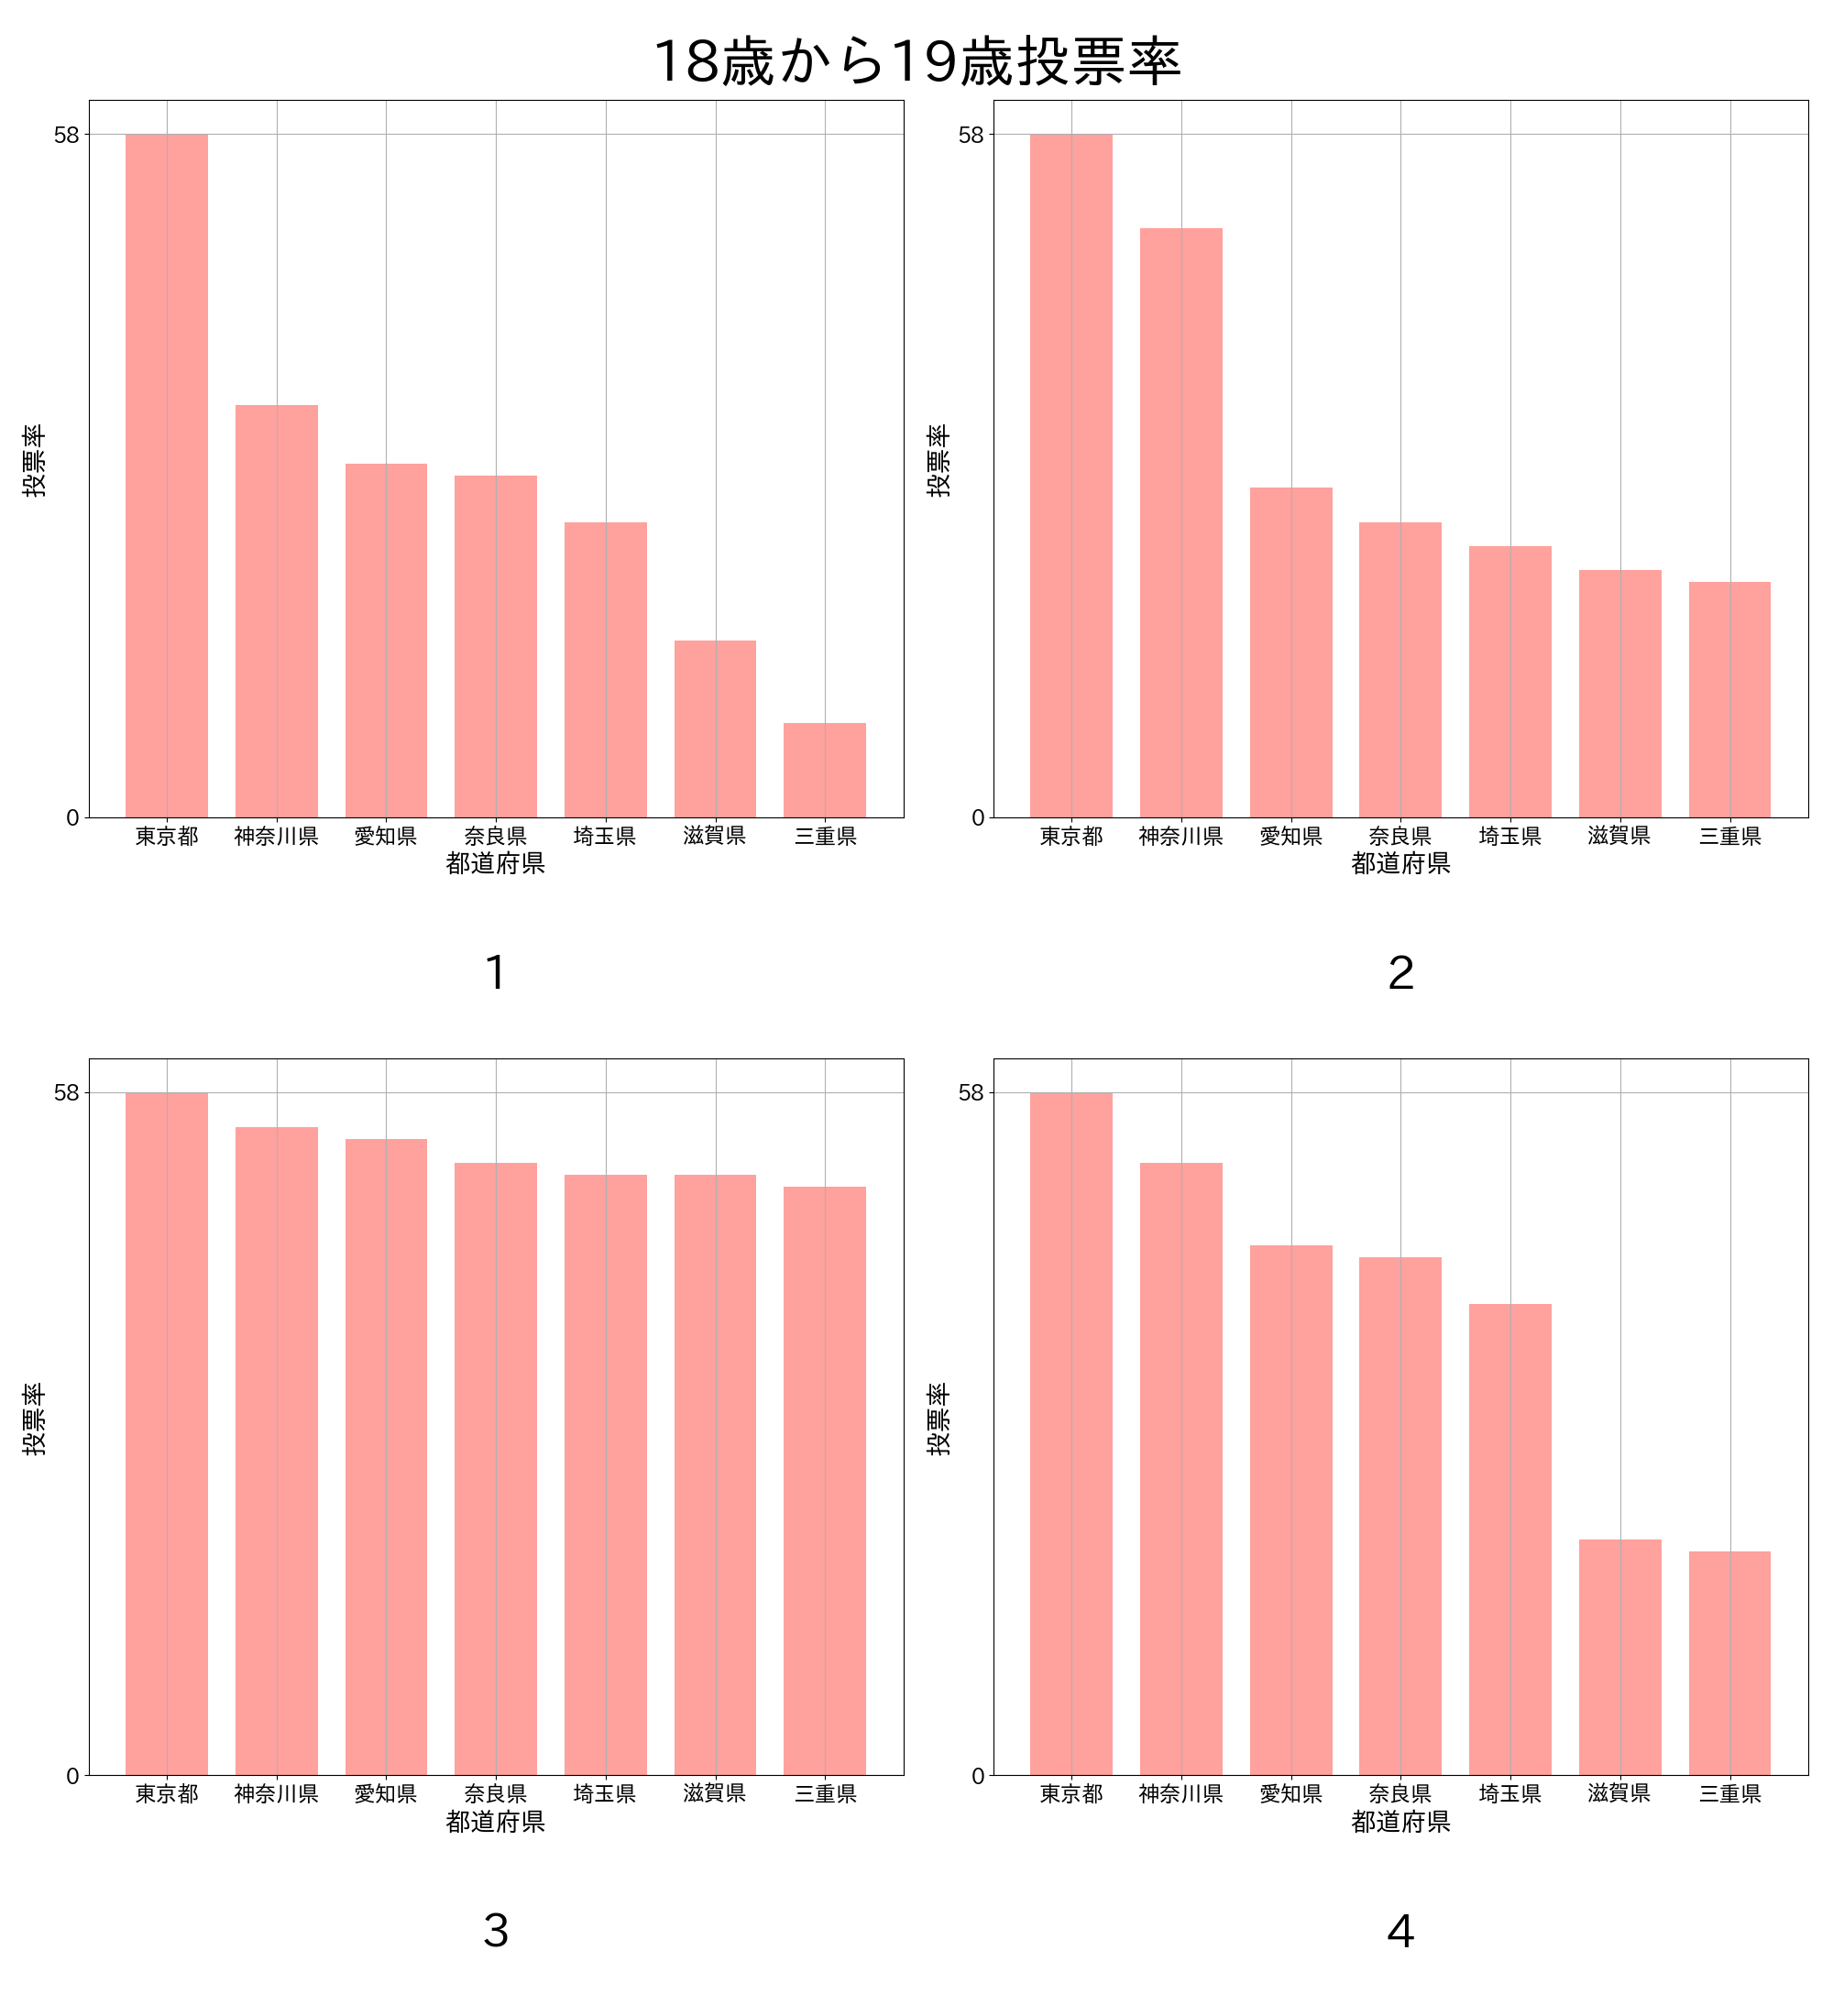 18歳から19歳投票率
58
0
投票率
東京都 神奈川県 愛知県 奈良県 埼玉県 滋賀県 三重県
都道府県
1
58
0
投票率
東京都 神奈川県 愛知県 奈良県 埼玉県 滋賀県 三重県
都道府県
2
58
0
投票率
東京都 神奈川県 愛知県 奈良県 埼玉県 滋賀県 三重県
都道府県
3
58
0
投票率
東京都 神奈川県 愛知県 奈良県 埼玉県 滋賀県 三重県
都道府県
4